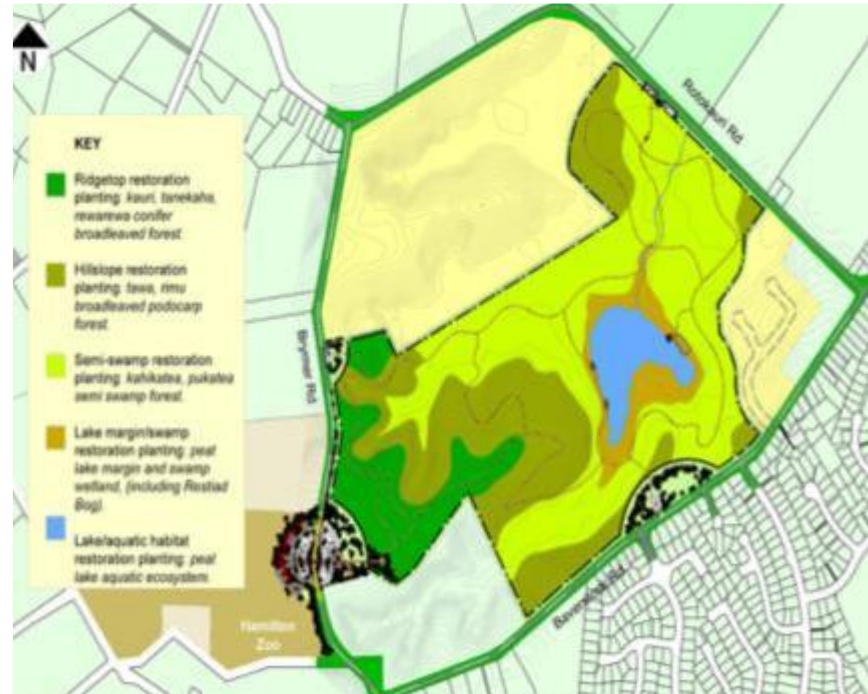 N
KEY
Ridgetop restoration
planting: kauri, tanekaha,
rewarewa conifer
broadleaved forest.
Hillslope restoration
planting: tawa, rimu
broadleaved podocarp
forest.
Semi-swamp restoration
planting: kahikatea, pukatea
semi swamp forest.
Lake margin/swamp
restoration planting: peat
lake margin and swamp
wetland, (including Restiad
Bog).
Lake/aquatic habitat
restoration planting: peat
lake aquatic ecosystem.
Rotokauri Rd
Brymer Rd
Baverstock Rd
Hamilton
Zoo